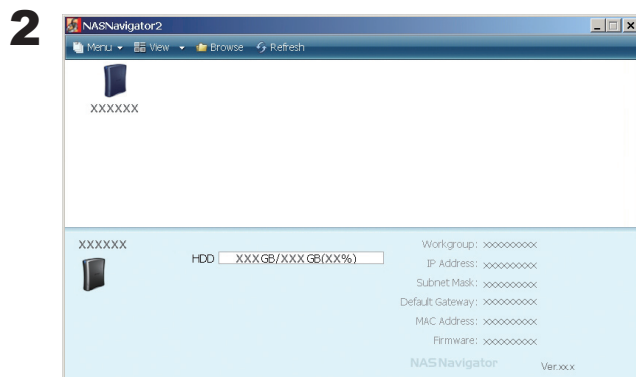 2
NASNavigator2
Menu View Browse Refresh
XXXXXX
XXXXXX
HDD XXXGB/XXXGB(XX%)
Workgroup: xxxxxxxxx
IP Address: xxxxxxxxx
Subnet Mask: xxxxxxxxx
Default Gateway: xxxxxxxxx
MAC Address: xxxxxxxxx
Firmware: xxxxxxxxx
NASNavigator
Ver.xx.x